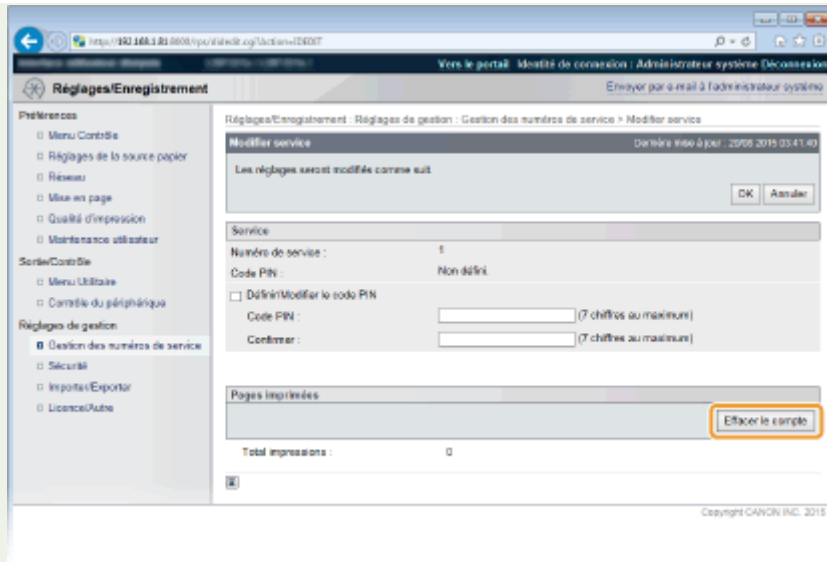 Vers le portail Identité de connexion : Administrateur système Déconnexion
Réglages/Enregistrement
Envoyer par e-mail à l'administrateur système
Préférences
Menu Contrôle
Réglages de la source papier
Réseau
Mise en page
Qualité d'impression
Maintenance utilisateur
Sortie/Contrôle
Menu Utilitaire
Contrôle du périphérique
Réglages de gestion
Gestion des numéros de service
Sécurité
Importer/Exporter
Licence/Autre
Réglages/Enregistrement : Réglages de gestion : Gestion des numéros de service > Modifier service
Modifier service
Dernière mise à jour : 20/08 2015 03:41:40
Les réglages seront modifiés comme suit.
OK Annuler
Service
Numéro de service : 1
Code PIN : Non défini.
Définir/Modifier le code PIN
Code PIN : (7 chiffres au maximum)
Confirmer : (7 chiffres au maximum)
Pages imprimées
Effacer le compte
Total impressions : 0
Copyright CANON INC. 2015